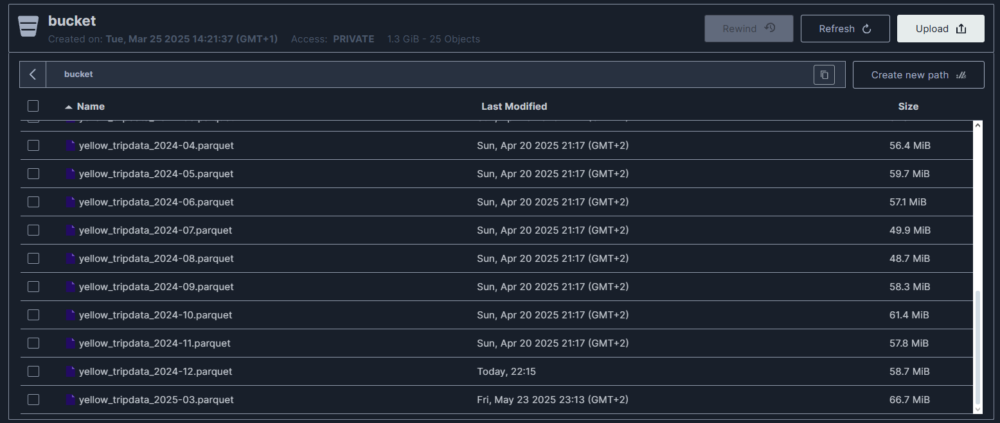 bucket
Created on: Tue, Mar 25 2025 14:21:37 (GMT+1) Access: PRIVATE 1.3 GiB - 25 Objects
Rewind Refresh Upload
bucket Create new path
Name Last Modified Size
yellow_tripdata_2024-04.parquet Sun, Apr 20 2025 21:17 (GMT+2) 56.4 MiB
yellow_tripdata_2024-05.parquet Sun, Apr 20 2025 21:17 (GMT+2) 59.7 MiB
yellow_tripdata_2024-06.parquet Sun, Apr 20 2025 21:17 (GMT+2) 57.1 MiB
yellow_tripdata_2024-07.parquet Sun, Apr 20 2025 21:17 (GMT+2) 49.9 MiB
yellow_tripdata_2024-08.parquet Sun, Apr 20 2025 21:17 (GMT+2) 48.7 MiB
yellow_tripdata_2024-09.parquet Sun, Apr 20 2025 21:17 (GMT+2) 58.3 MiB
yellow_tripdata_2024-10.parquet Sun, Apr 20 2025 21:17 (GMT+2) 61.4 MiB
yellow_tripdata_2024-11.parquet Sun, Apr 20 2025 21:17 (GMT+2) 57.8 MiB
yellow_tripdata_2024-12.parquet Today, 22:15 58.7 MiB
yellow_tripdata_2025-03.parquet Fri, May 23 2025 23:13 (GMT+2) 66.7 MiB